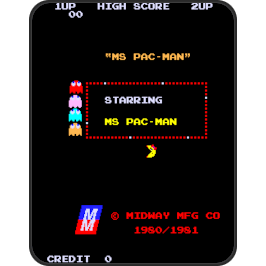 1UP HIGH SCORE 2UP
00
"MS PAC-MAN"
STARRING
MS PAC-MAN
MM
© MIDWAY MFG CO
1980/1981
CREDIT 0